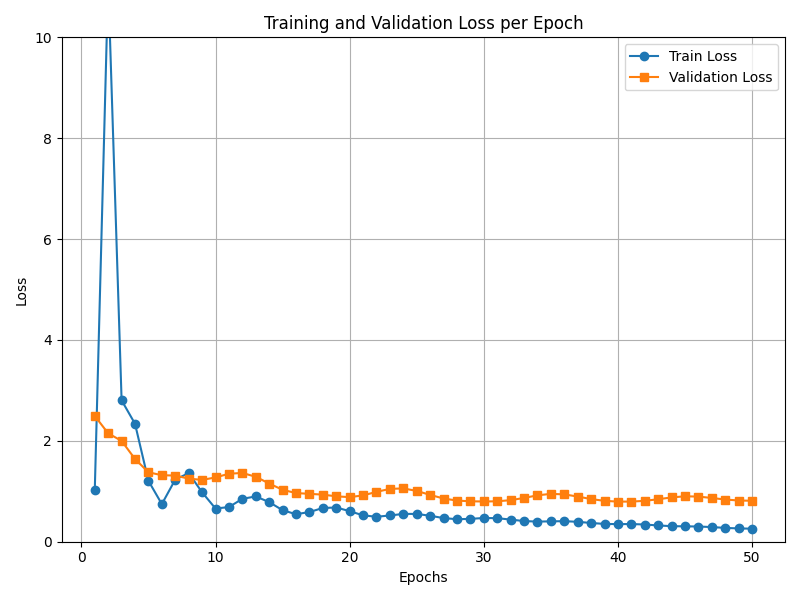 Training and Validation Loss per Epoch
Train Loss
Validation Loss
10
8
6
4
2
0
Loss
0 10 20 30 40 50
Epochs